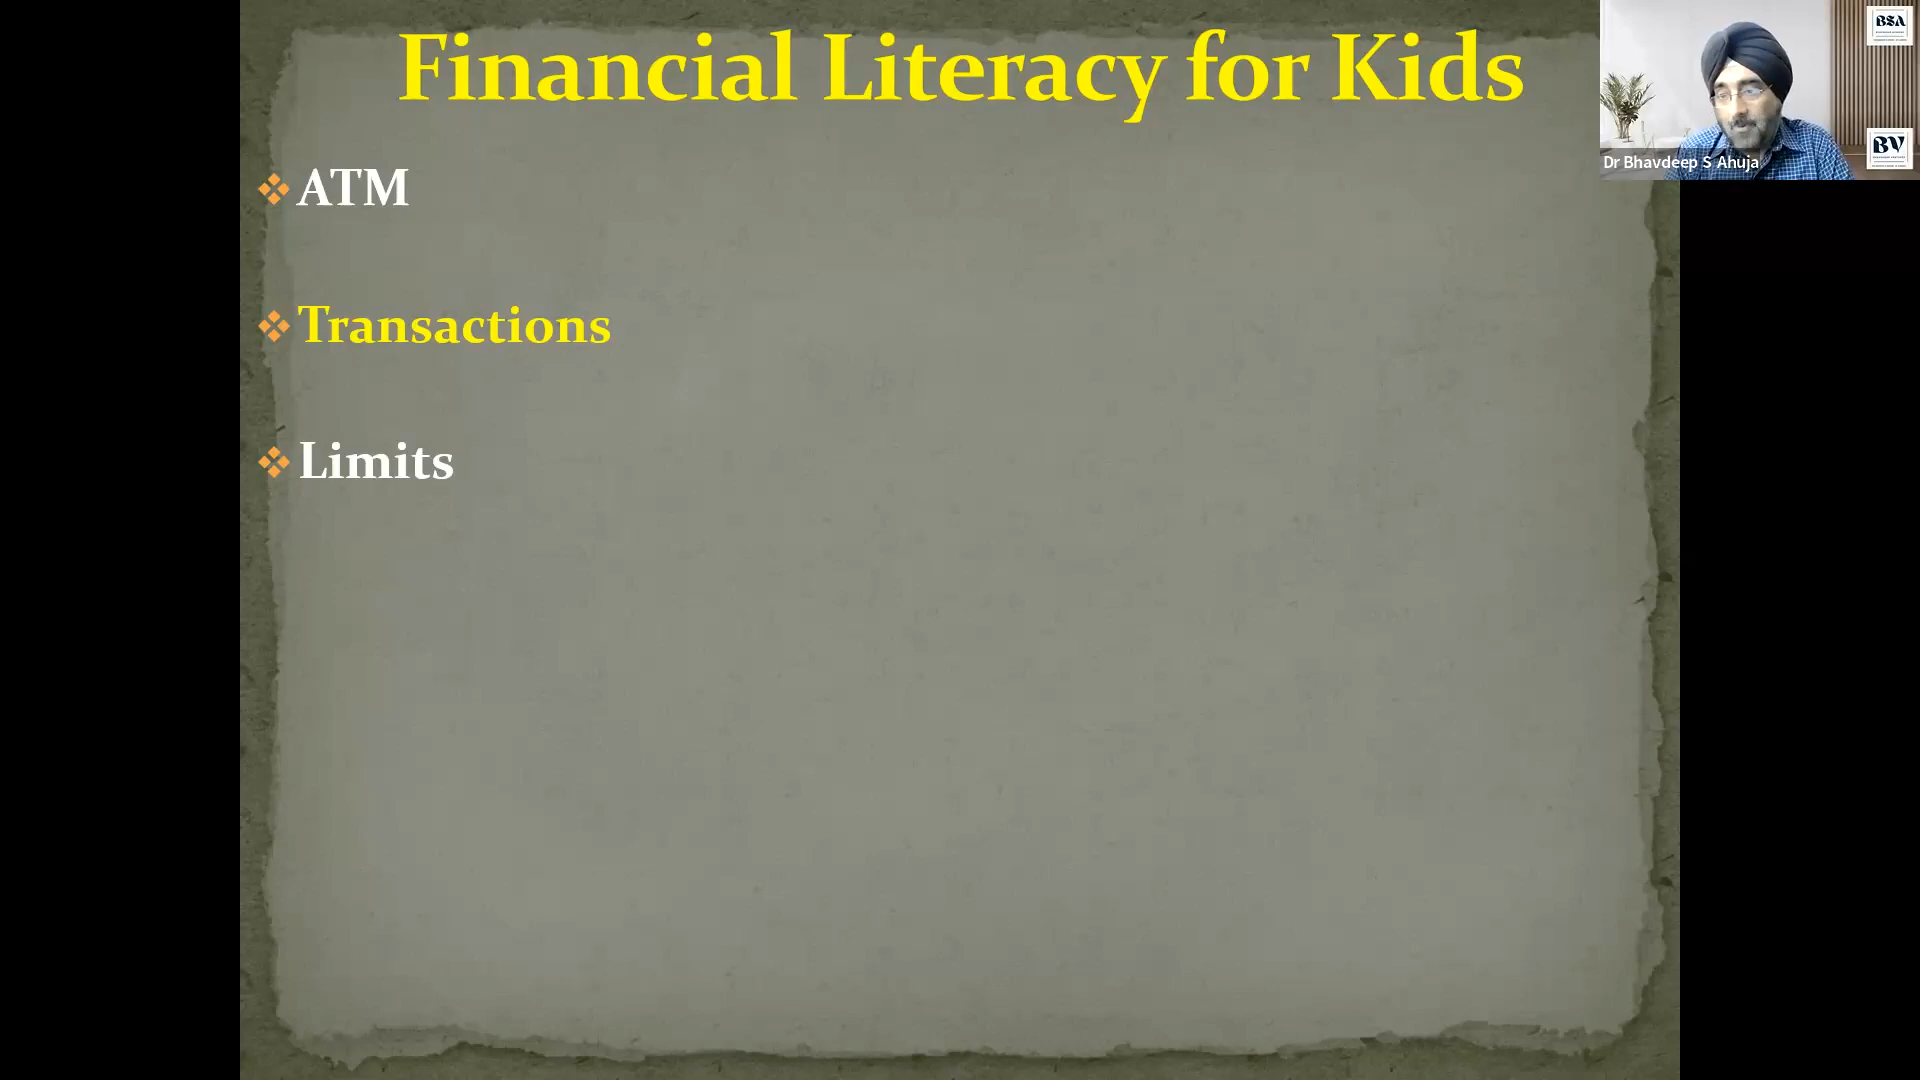 Financial Literacy for Kids
ATM
Transactions
Limits
Dr Bhavdeep S Ahuja
BSA
BV